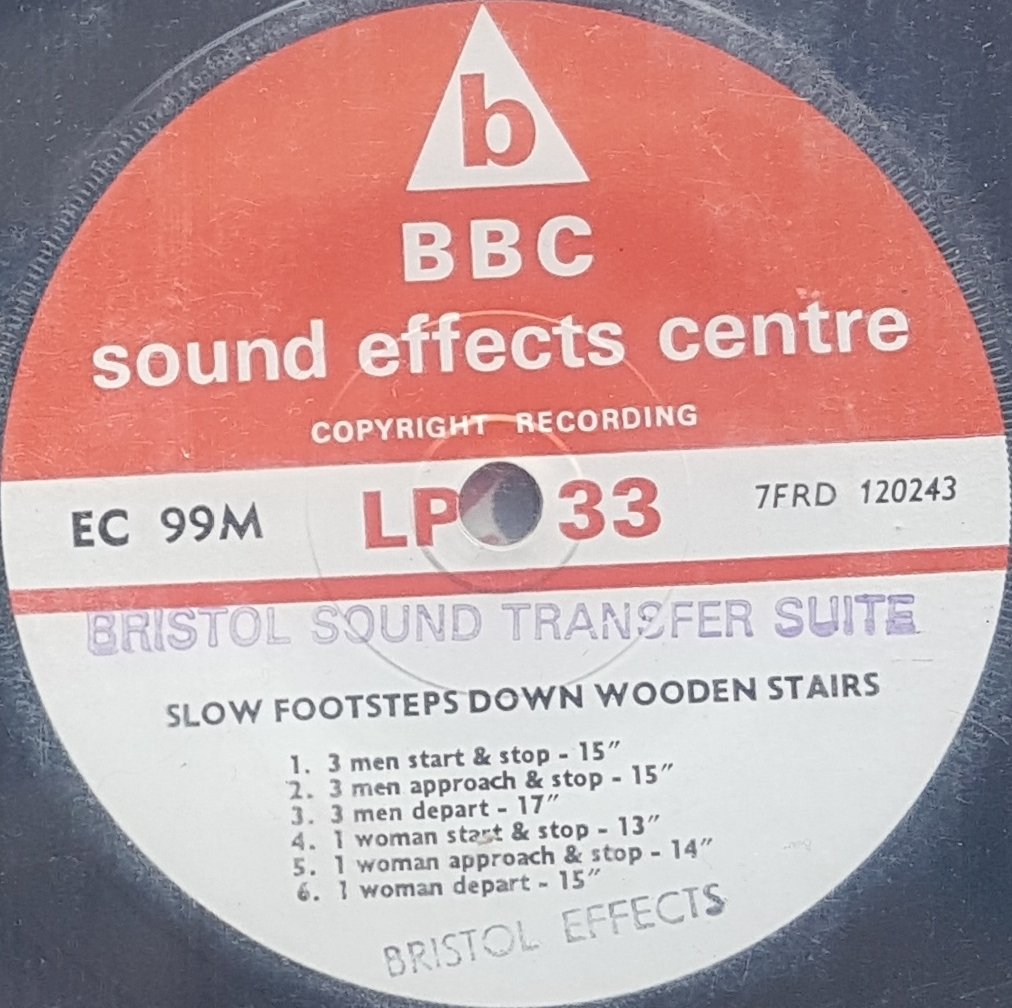 b
BBC
sound effects centre
COPYRIGHT RECORDING
EC 99M LP 33 7FRD 120243
BRISTOL SOUND TRANSFER SUITE
SLOW FOOTSTEPS DOWN WOODEN STAIRS
1. 3 men start & stop - 15″
2. 3 men approach & stop - 15″
3. 3 men depart - 17″
4. 1 woman start & stop - 13″
5. 1 woman approach & stop - 14″
6. 1 woman depart - 15″
BRISTOL EFFECTS